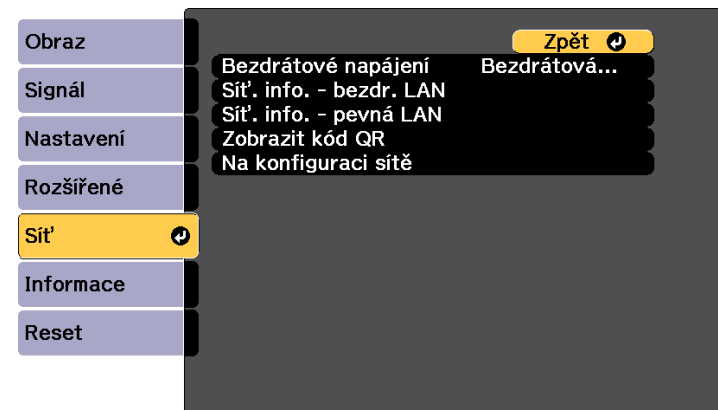 Obraz
Signál
Nastavení
Rozšířené
Síť
Informace
Reset
Zpět
Bezdrátové napájení Bezdrátová...
Síť. info. - bezdr. LAN
Síť. info. - pevná LAN
Zobrazit kód QR
Na konfiguraci sítě